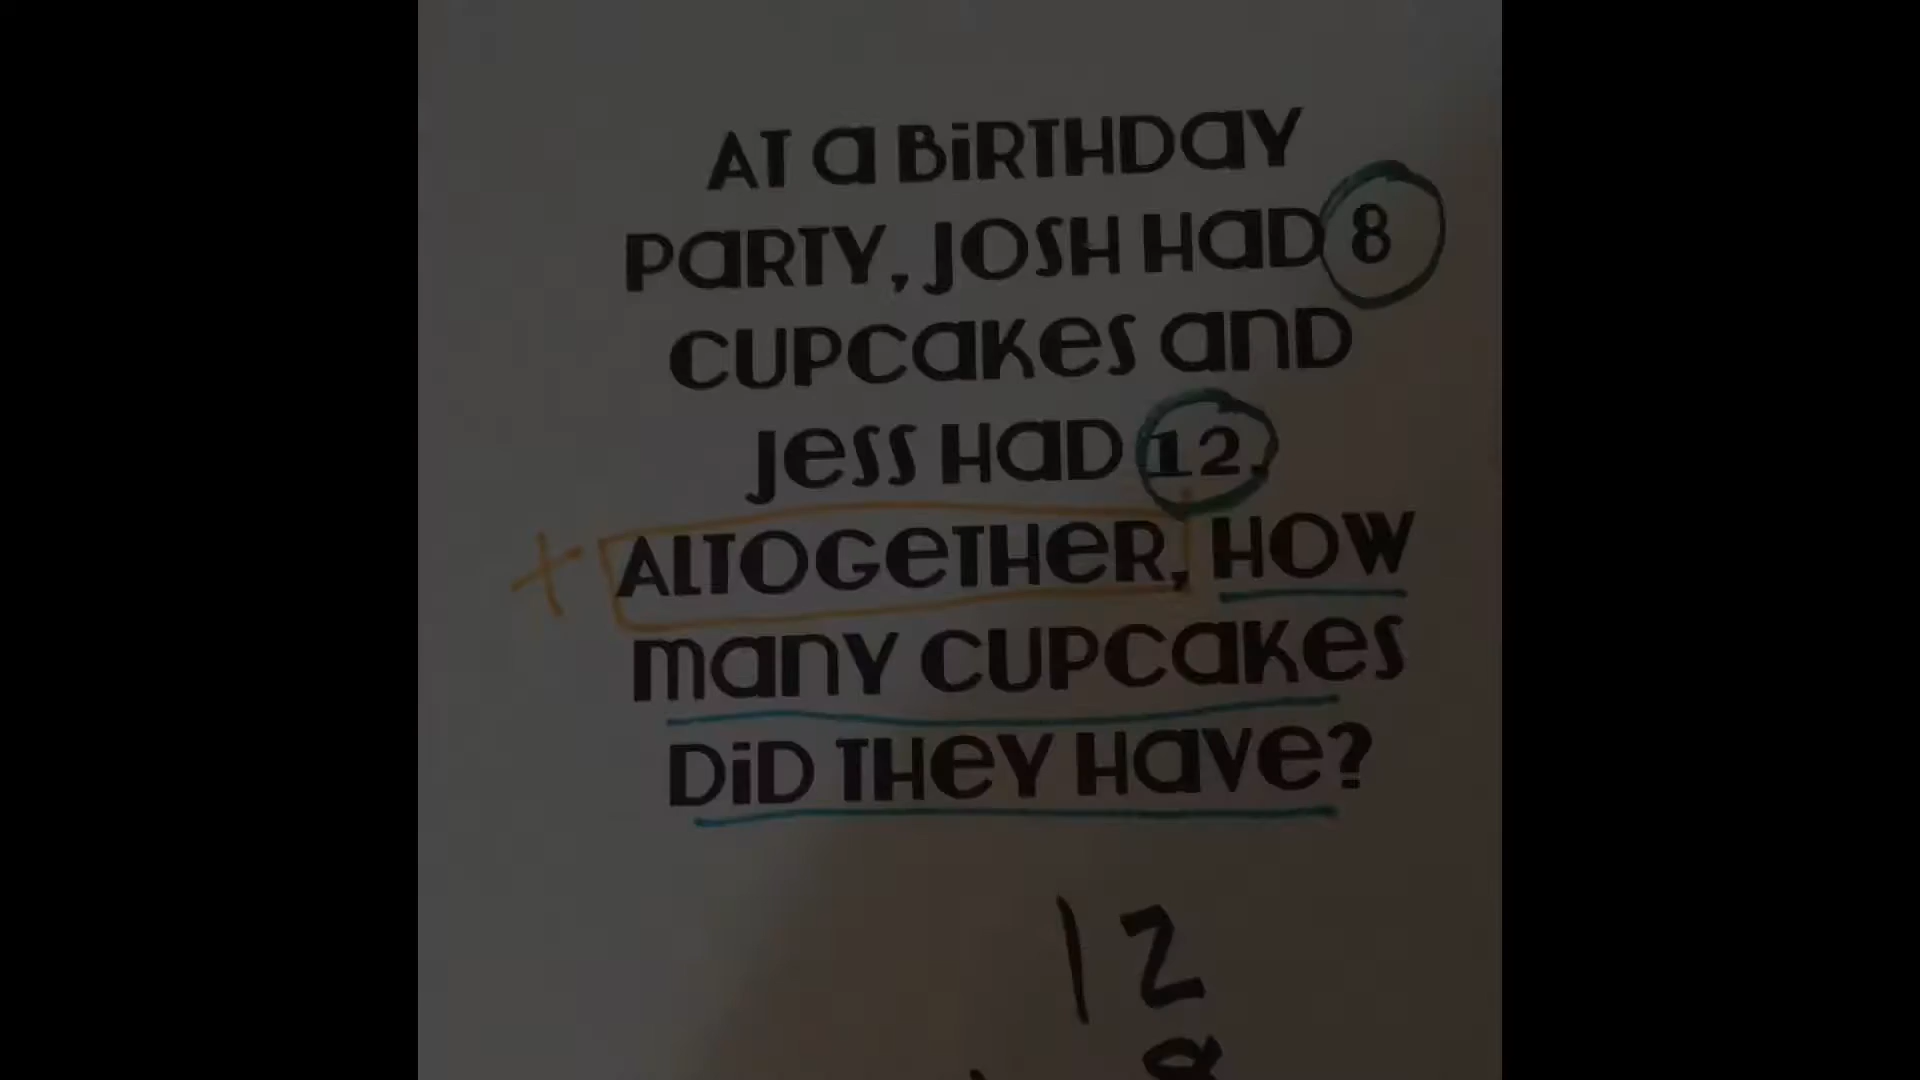 AT a BiRTHDaY
PaRTY, JOSH HaD 8
CUPCaKes anD
Jess HaD 12.
+ ALTOGeTHeR, HOW
many CUPCaKes
DiD THeY Have?
12
8